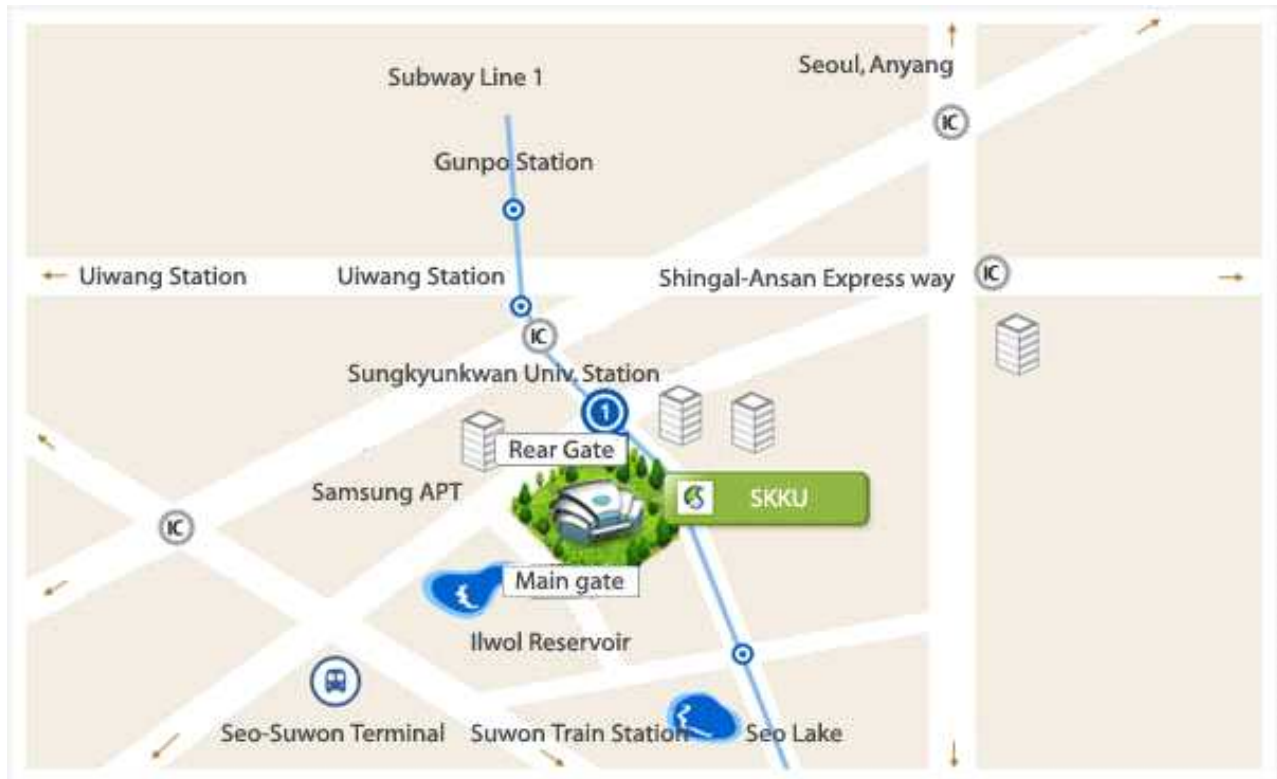 Subway Line 1
Seoul, Anyang
IC
Gunpo Station
Uiwang Station
Uiwang Station
Shingal-Ansan Express way
IC
IC
Sungkyunkwan Univ. Station
1
Rear Gate
Samsung APT
SKKU
IC
Main gate
Ilwol Reservoir
Seo-Suwon Terminal
Suwon Train Station
Seo Lake